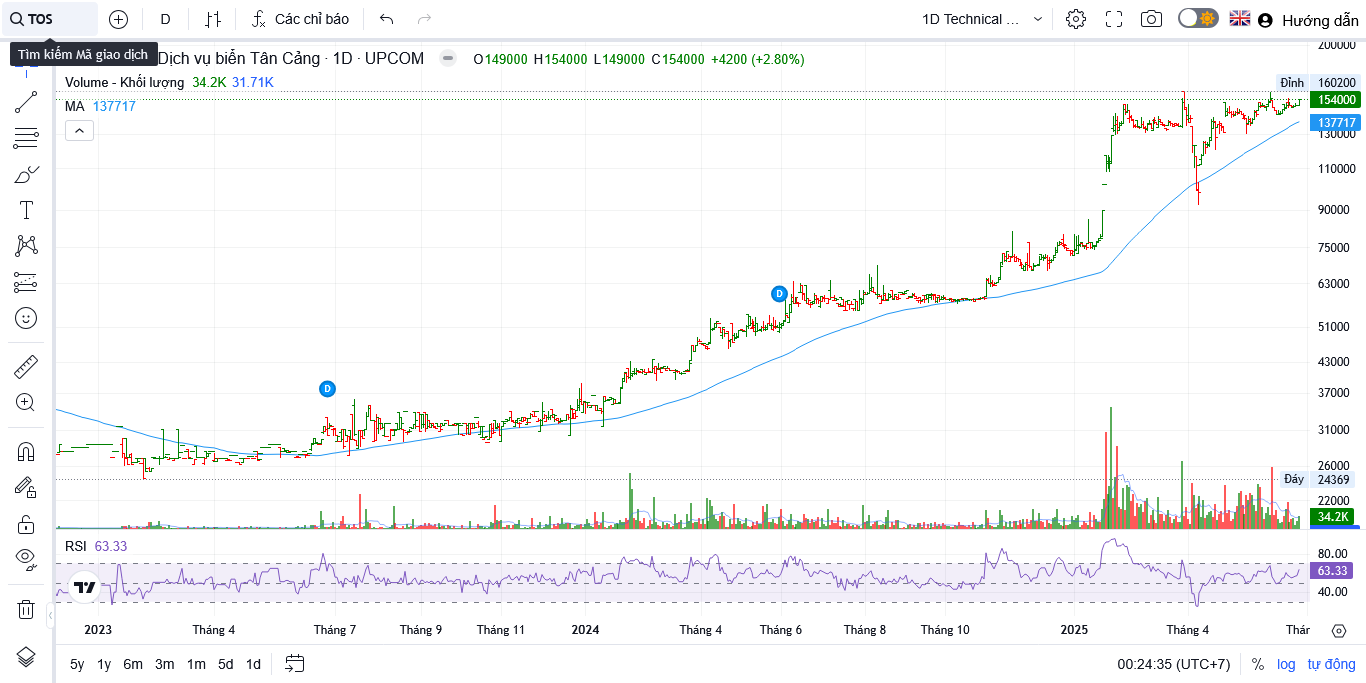 TOS
D
Các chỉ báo
1D Technical ...
Hướng dẫn
Tìm kiếm Mã giao dịch
Dịch vụ biển Tân Cảng · 1D · UPCOM O149000 H154000 L149000 C154000 +4200 (+2.80%)
Volume - Khối lượng 34.2K 31.71K
MA 137717
200000
Đỉnh 160200
154000
137717
130000
110000
90000
75000
63000
D
51000
43000
D
37000
31000
26000
Đáy 24369
22000
34.2K
RSI 63.33
80.00
63.33
40.00
2023 Tháng 4 Tháng 7 Tháng 9 Tháng 11 2024 Tháng 4 Tháng 6 Tháng 8 Tháng 10 2025 Tháng 4 Thár
5y 1y 6m 3m 1m 5d 1d
00:24:35 (UTC+7) % log tự động